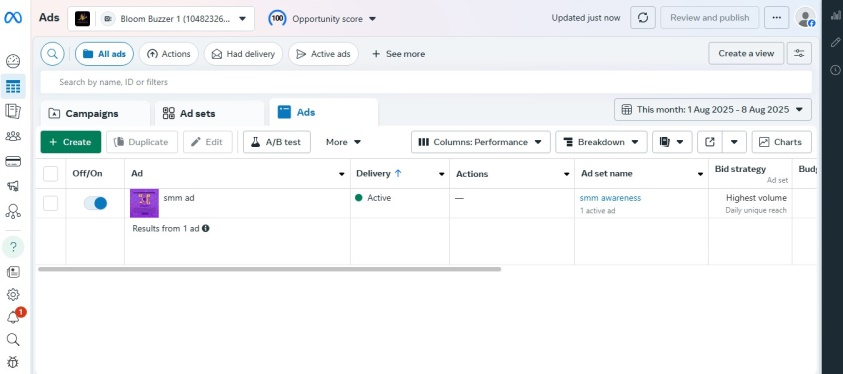 Ads Bloom Buzzer 1 (10482326... 100 Opportunity score Updated just now Review and publish ...
All ads Actions Had delivery Active ads + See more Create a view
Search by name, ID or filters
Campaigns Ad sets Ads This month: 1 Aug 2025 - 8 Aug 2025
+ Create Duplicate Edit A/B test More Columns: Performance Breakdown Charts
Off/On Ad Delivery ↑ Actions Ad set name Bid strategy Budg
Ad set
smm ad Active — smm awareness Highest volume
1 active ad Daily unique reach
Results from 1 ad
?
1